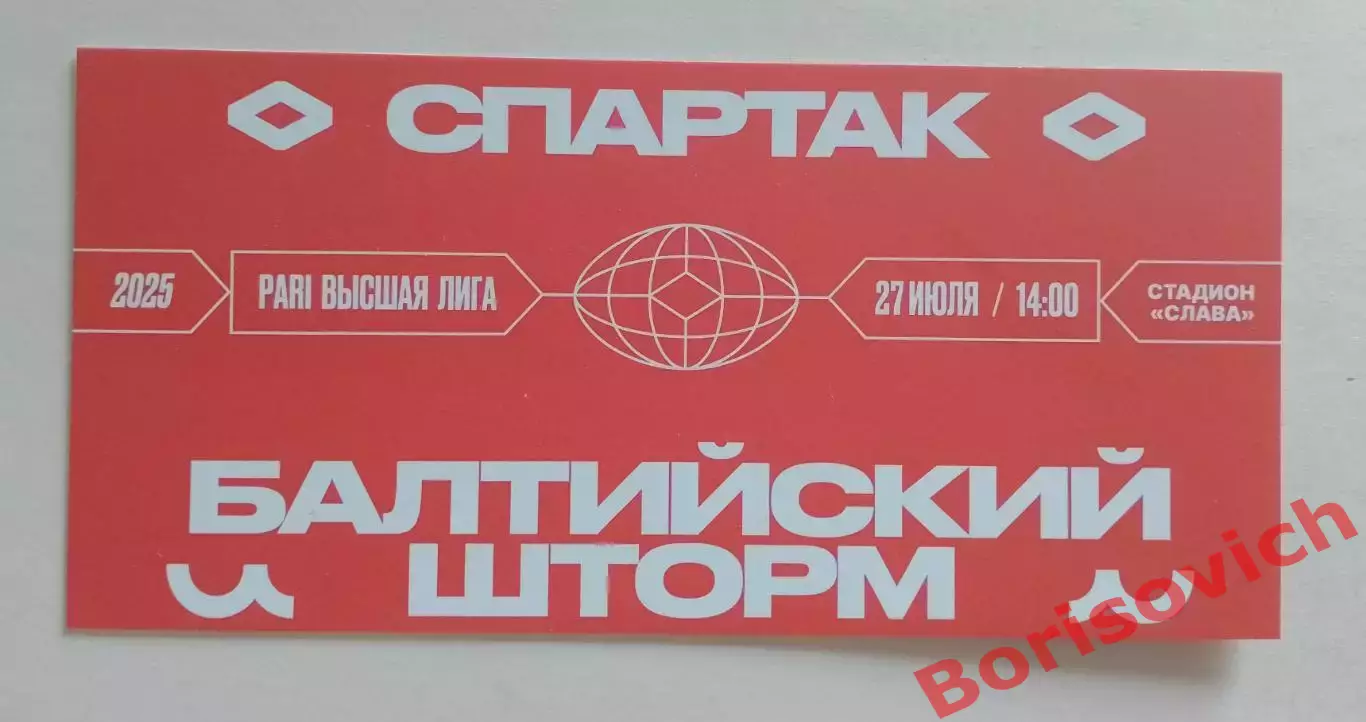 СПАРТАК
2025 PARI ВЫСШАЯ ЛИГА 27 ИЮЛЯ / 14:00 СТАДИОН
«СЛАВА»
БАЛТИЙСКИЙ
ШТОРМ
Borisovich